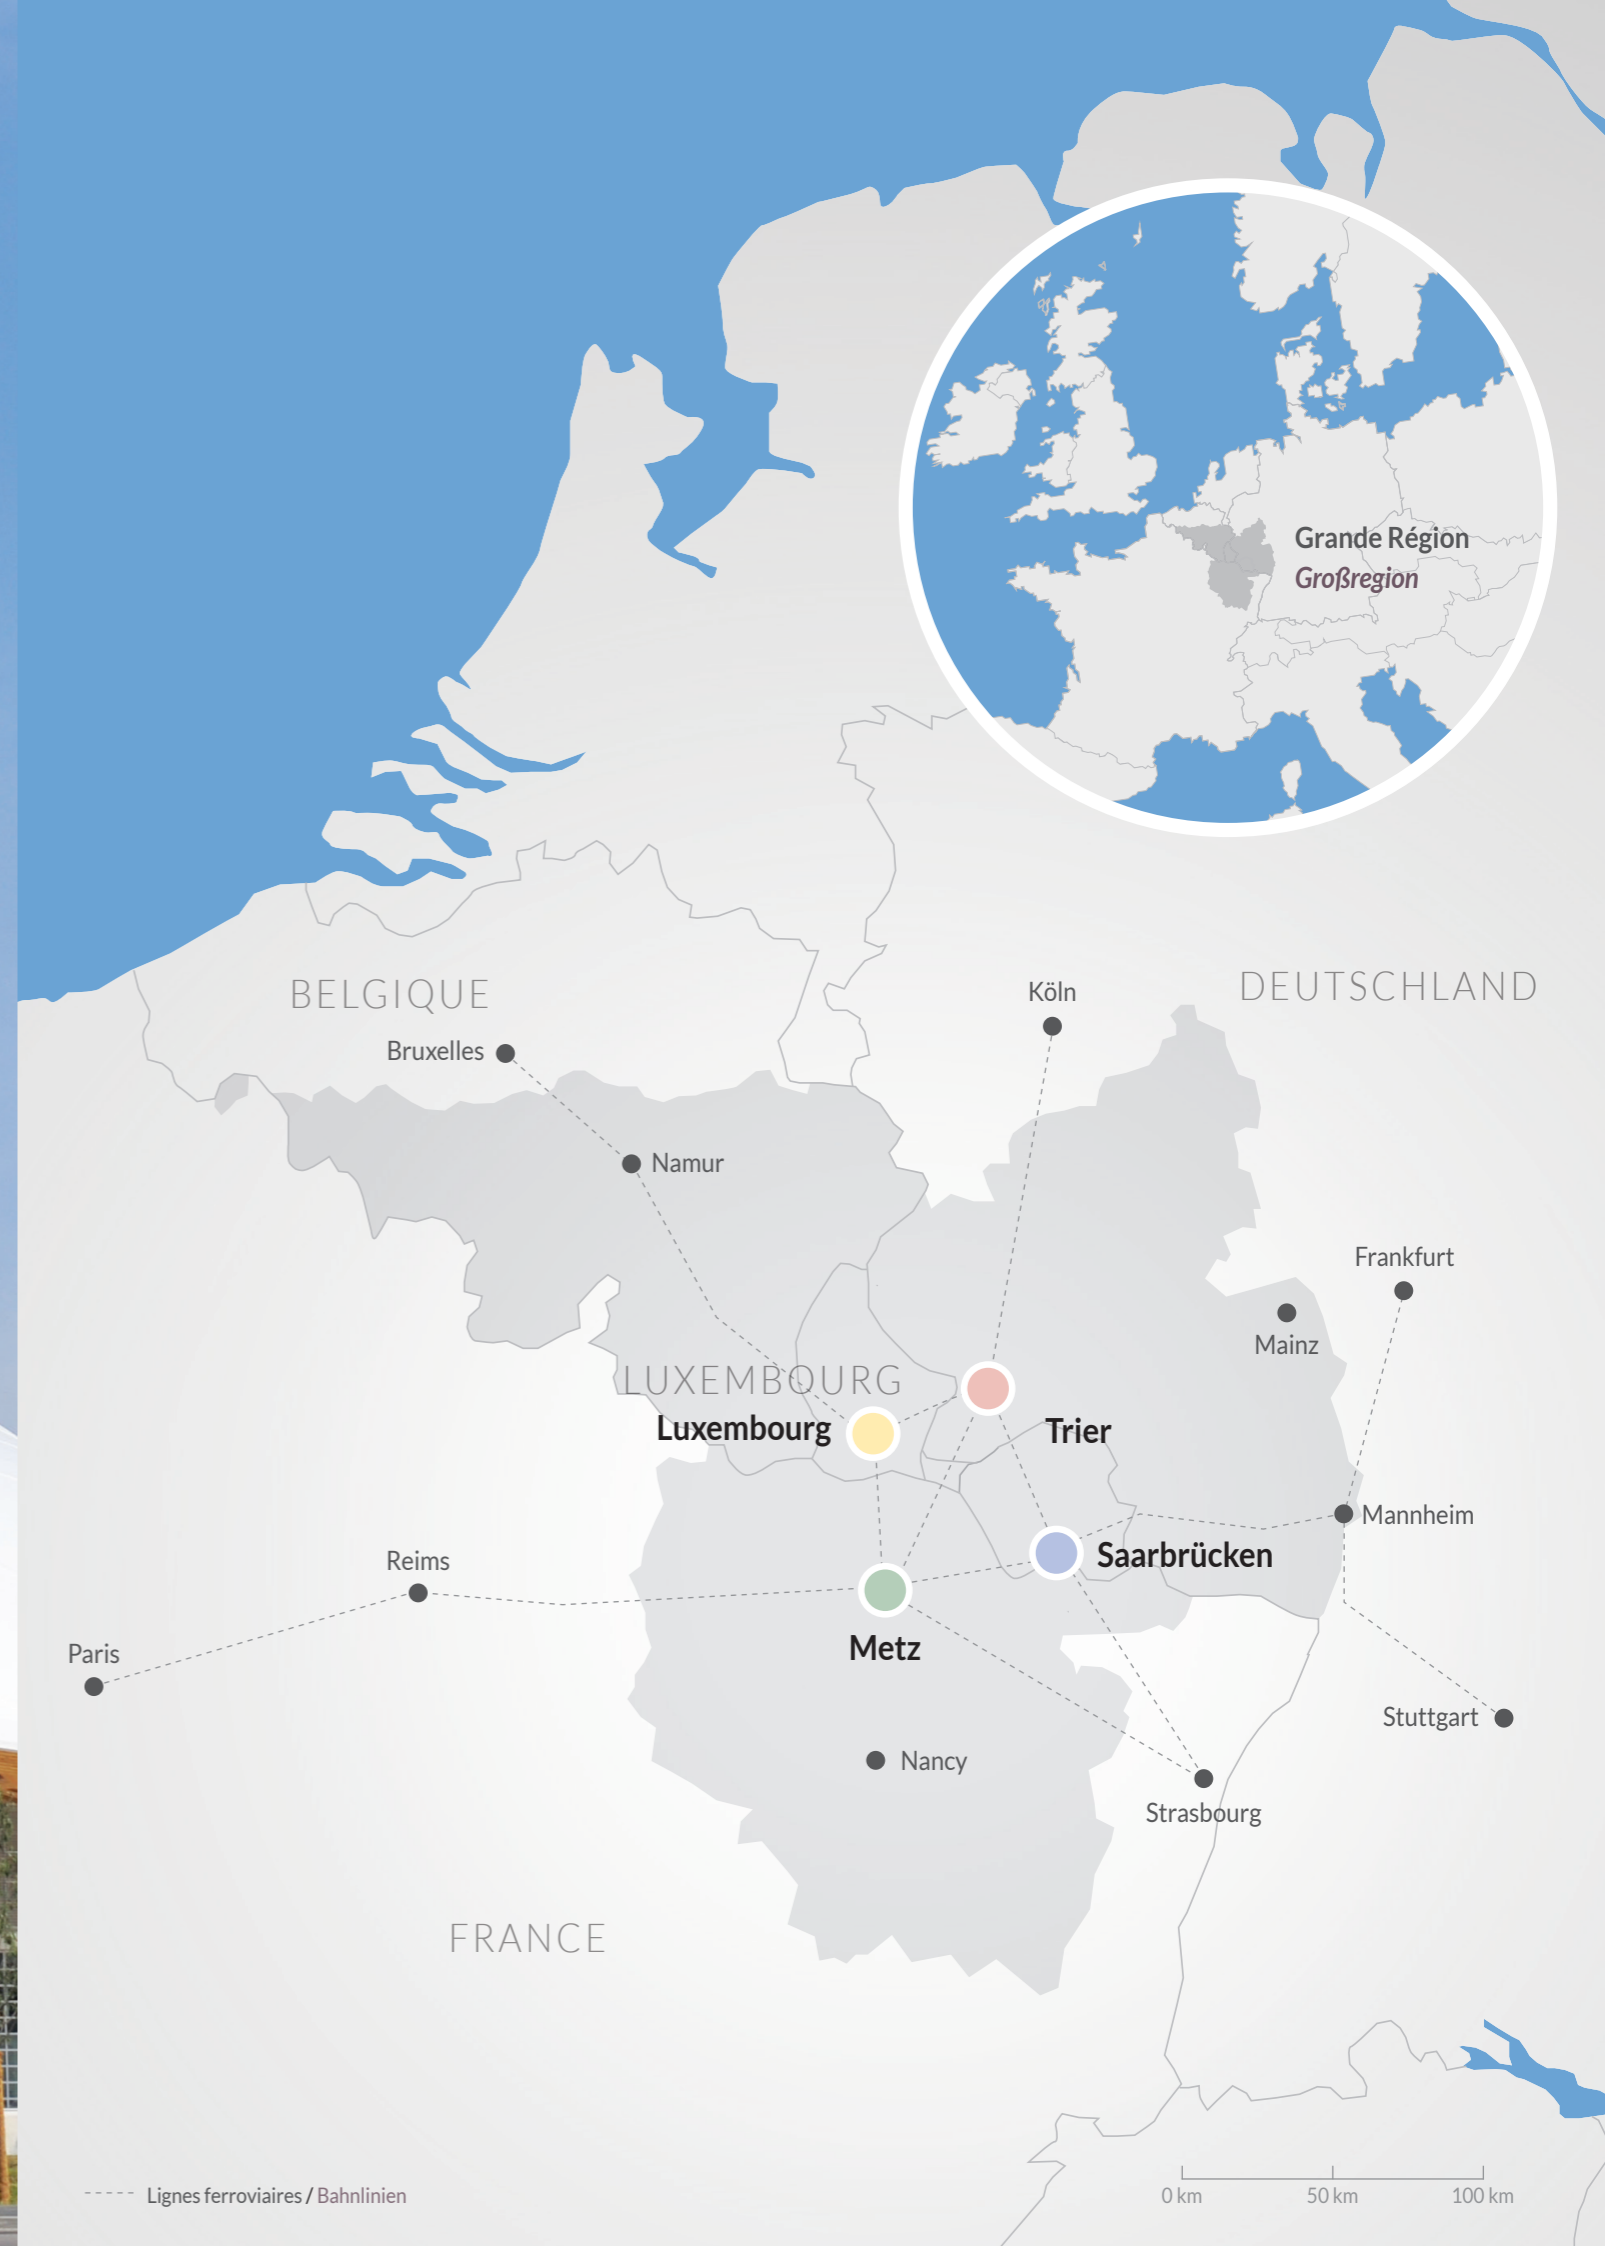 Grande Région
Großregion
BELGIQUE
DEUTSCHLAND
Köln
Bruxelles
Namur
Frankfurt
Mainz
LUXEMBOURG
Luxembourg
Trier
Mannheim
Saarbrücken
Reims
Metz
Paris
Stuttgart
Nancy
Strasbourg
FRANCE
Lignes ferroviaires / Bahnlinien
0 km 50 km 100 km